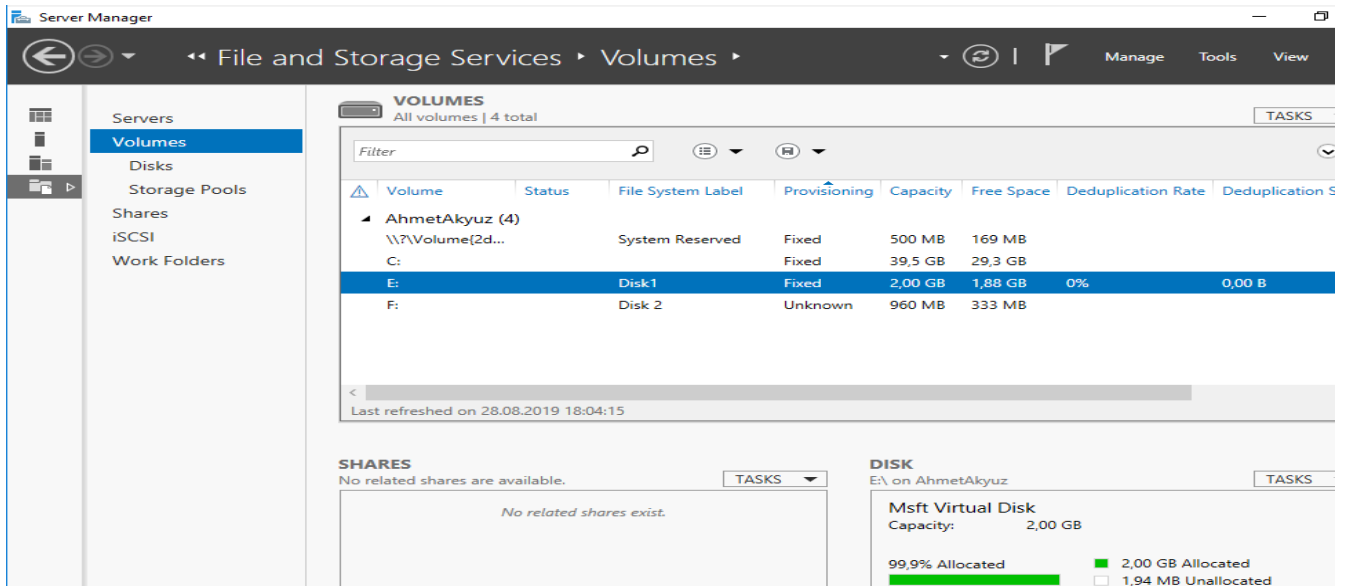 Server Manager
File and Storage Services Volumes
Manage Tools View
Servers
Volumes
Disks
Storage Pools
Shares
iSCSI
Work Folders
VOLUMES
All volumes | 4 total
TASKS
Filter
Volume Status File System Label Provisioning Capacity Free Space Deduplication Rate Deduplication S
AhmetAkyuz (4)
\\?\Volume{2d... System Reserved Fixed 500 MB 169 MB
C: Fixed 39,5 GB 29,3 GB
E: Disk1 Fixed 2,00 GB 1,88 GB 0% 0,00 B
F: Disk 2 Unknown 960 MB 333 MB
Last refreshed on 28.08.2019 18:04:15
SHARES
No related shares are available.
TASKS
No related shares exist.
DISK
E:\ on AhmetAkyuz
TASKS
Msft Virtual Disk
Capacity: 2,00 GB
99,9% Allocated
2,00 GB Allocated
1,94 MB Unallocated